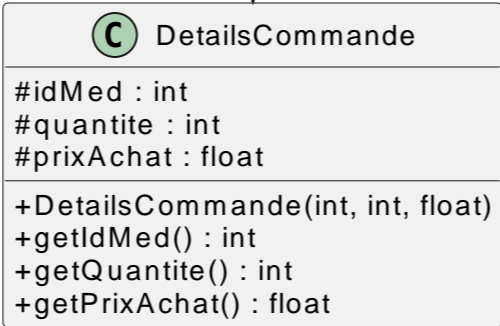 C DetailsCommande
#idMed : int
#quantite : int
#prixAchat : float
+DetailsCommande(int, int, float)
+getIdMed() : int
+getQuantite() : int
+getPrixAchat() : float